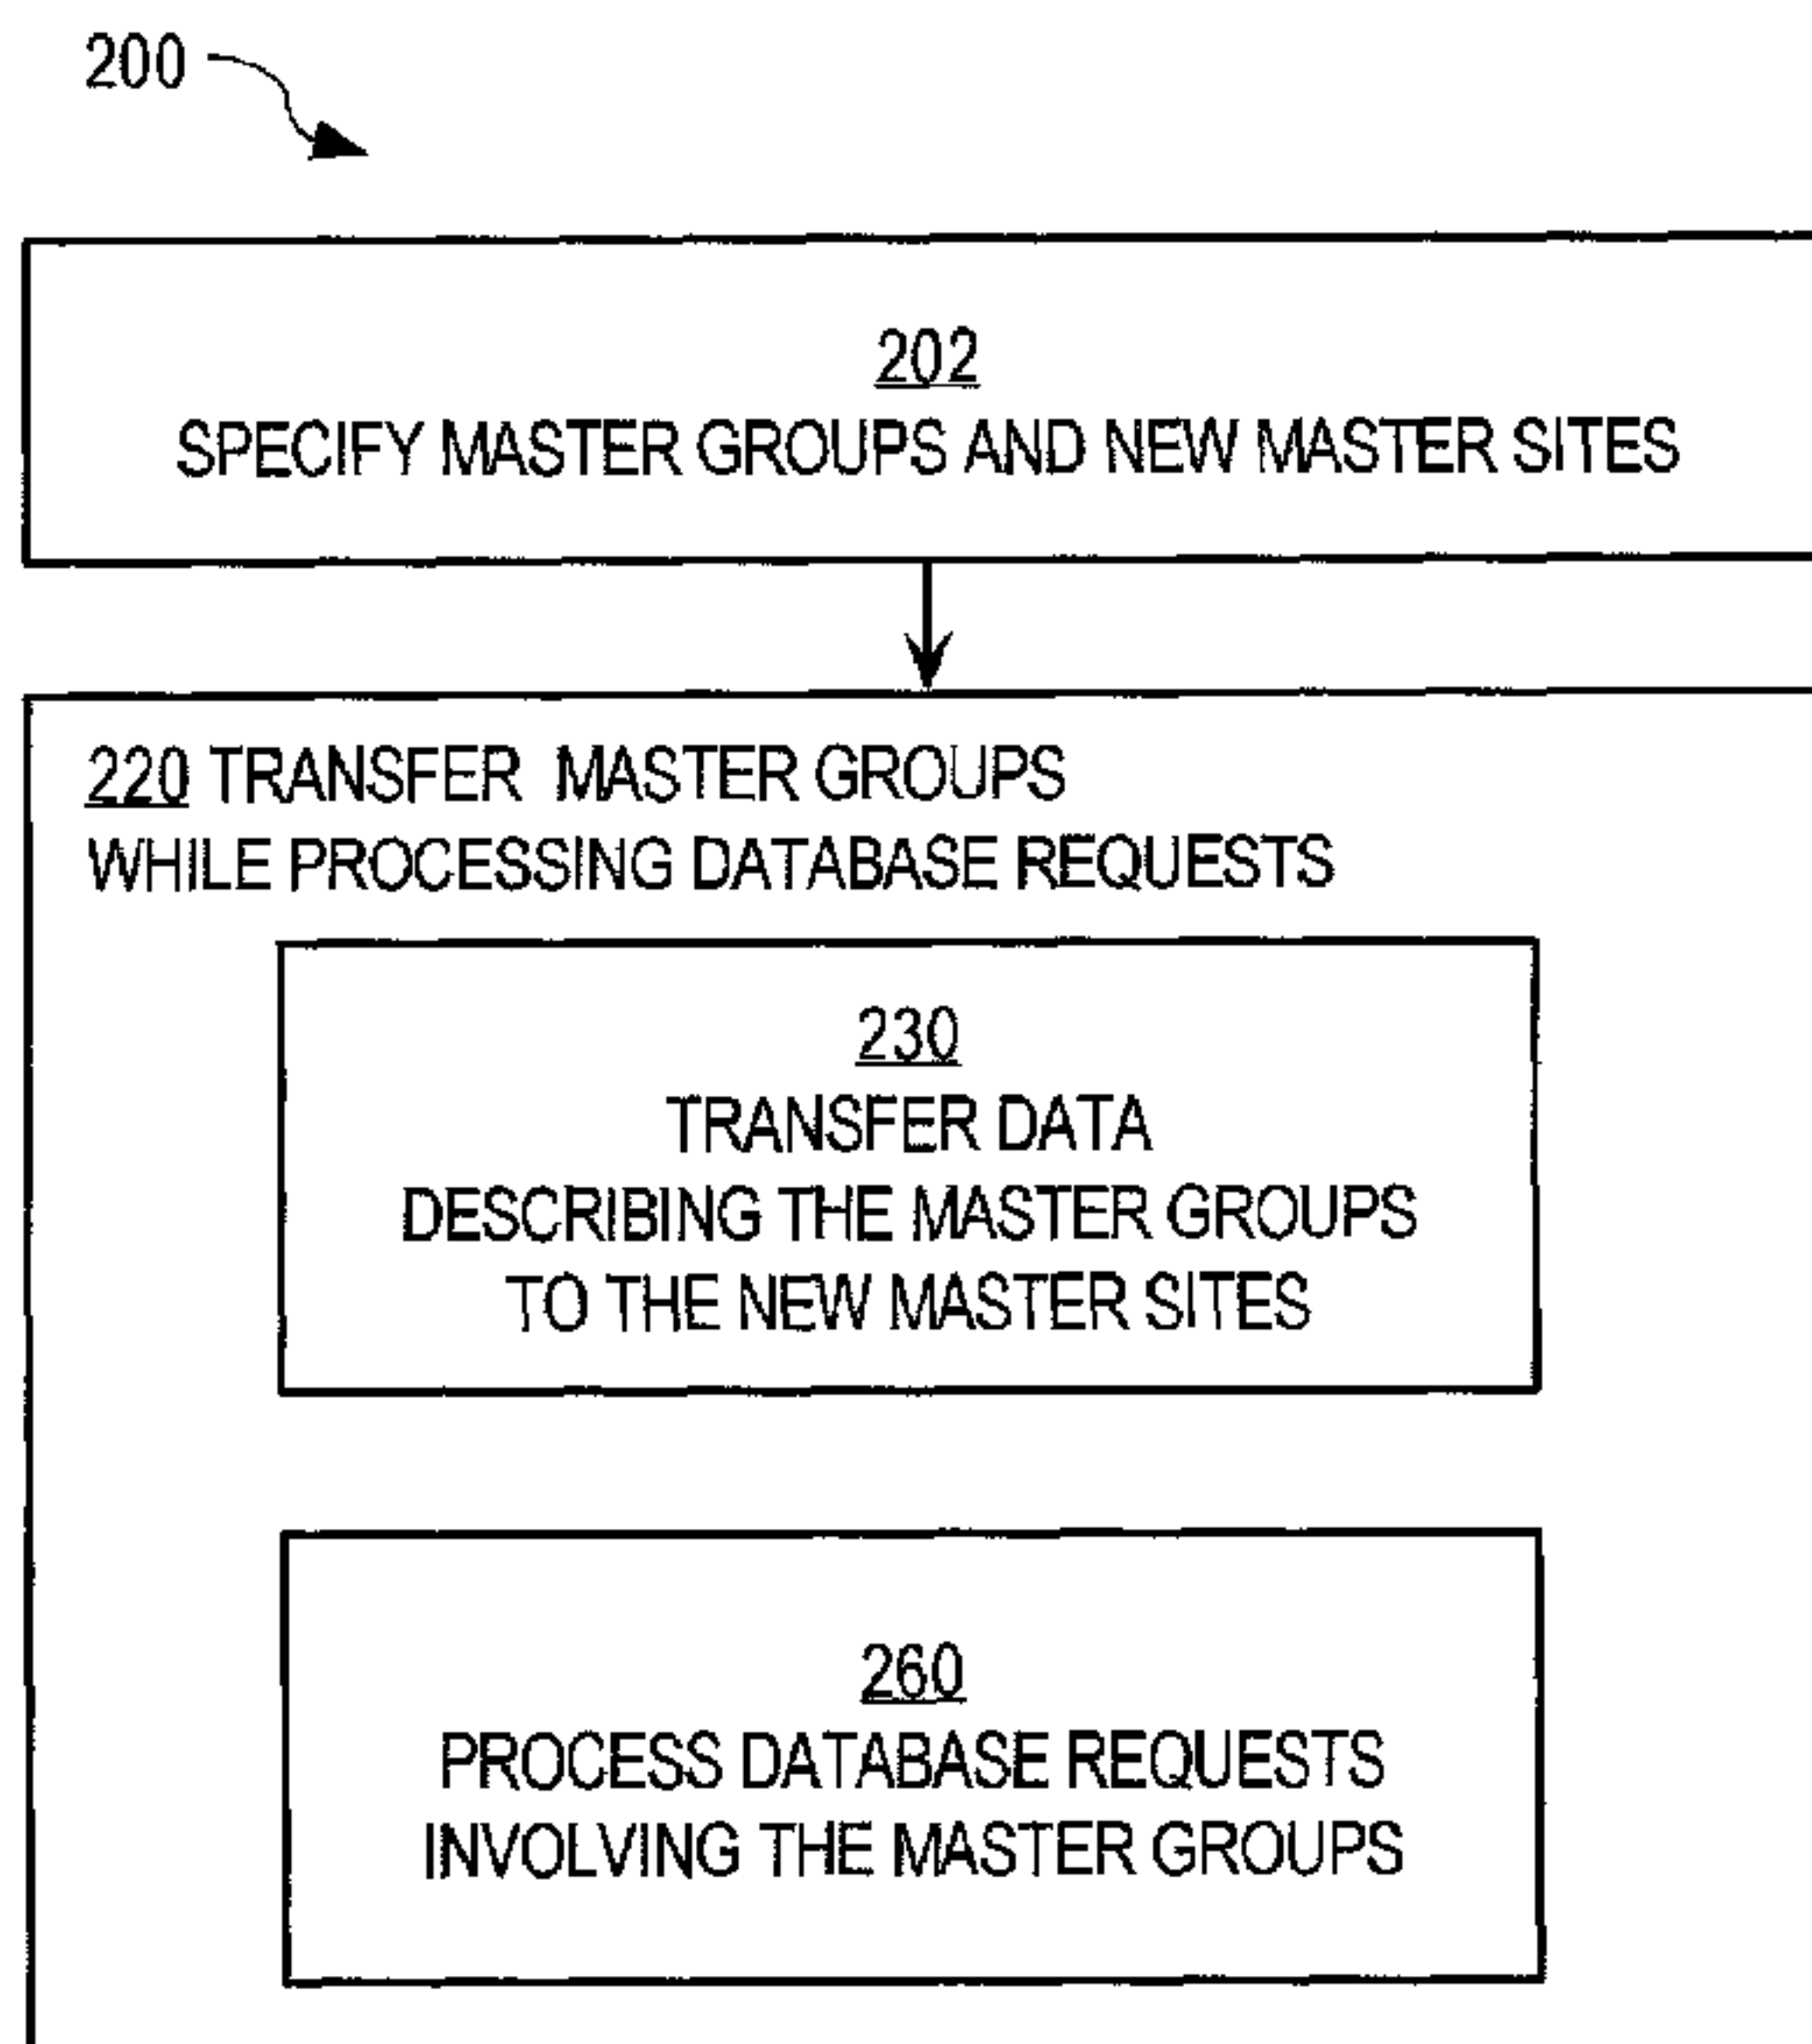 200
202
SPECIFY MASTER GROUPS AND NEW MASTER SITES
220 TRANSFER MASTER GROUPS
WHILE PROCESSING DATABASE REQUESTS
230
TRANSFER DATA
DESCRIBING THE MASTER GROUPS
TO THE NEW MASTER SITES
260
PROCESS DATABASE REQUESTS
INVOLVING THE MASTER GROUPS